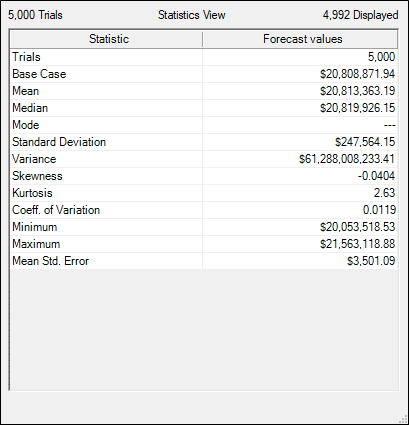 5,000 Trials Statistics View 4,992 Displayed
Statistic Forecast values
Trials 5,000
Base Case $20,808,871.94
Mean $20,813,363.19
Median $20,819,926.15
Mode ---
Standard Deviation $247,564.15
Variance $61,288,008,233.41
Skewness -0.0404
Kurtosis 2.63
Coeff. of Variation 0.0119
Minimum $20,053,518.53
Maximum $21,563,118.88
Mean Std. Error $3,501.09